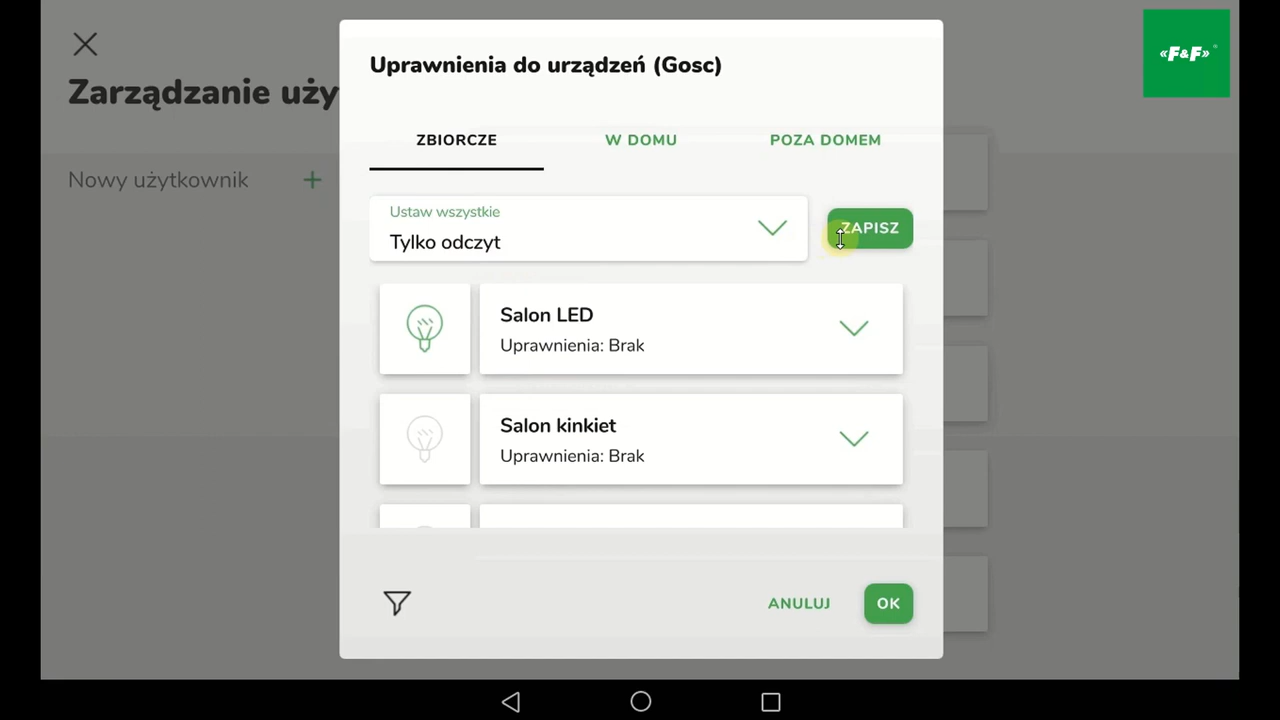 «F&F»®
Zarządzanie uży
Nowy użytkownik +
Uprawnienia do urządzeń (Gosc)
ZBIORCZE W DOMU POZA DOMEM
Ustaw wszystkie
Tylko odczyt
ZAPISZ
Salon LED
Uprawnienia: Brak
Salon kinkiet
Uprawnienia: Brak
ANULUJ OK